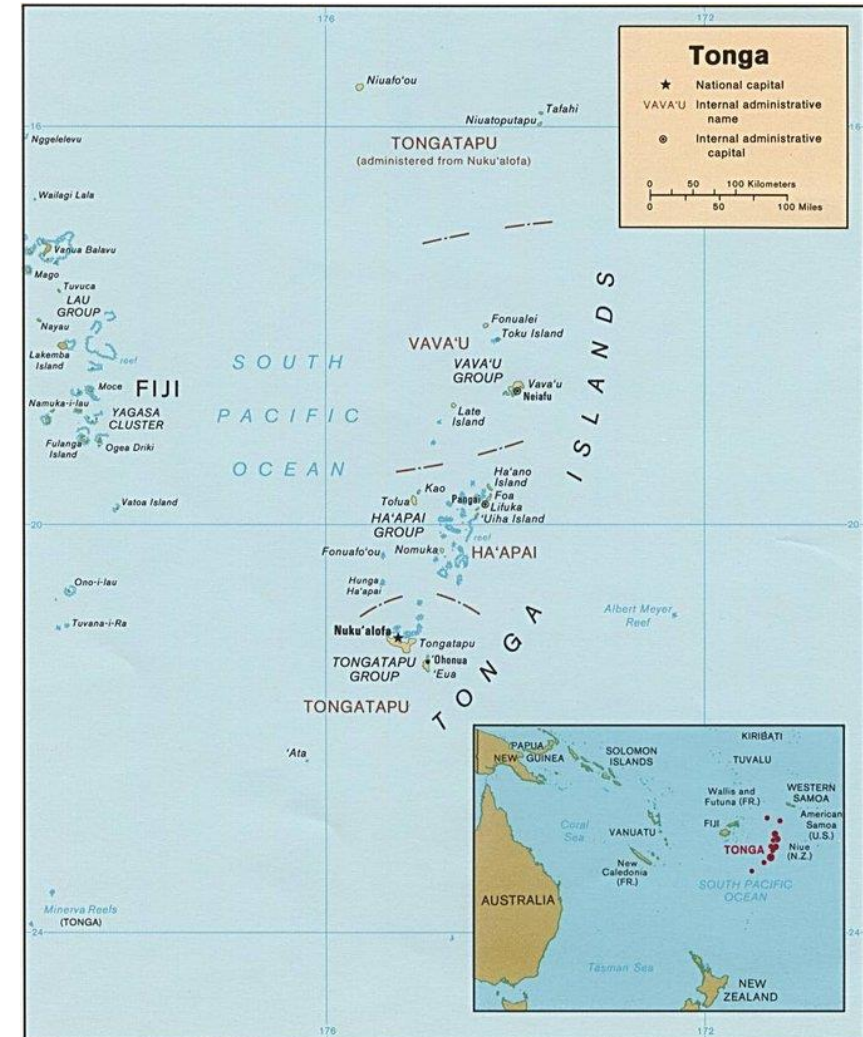 176
172
Tonga
National capital
VAVA'U Internal administrative
name
Internal administrative
capital
0 50 100 Kilometers
0 50 100 Miles
Niuafo'ou
Tafahi
Niuatoputapu
16
16
TONGATAPU
(administered from Nuku'alofa)
Nggelelevu
Wailagi Lala
Vanua Balavu
Mago
Tuvuca
LAU
GROUP
Nayau
Lakemba
Island
reef
Moce
FIJI
Namuka-i-lau
YAGASA
CLUSTER
Fulanga
Island
Ogea Driki
Vatoa Island
Ono-i-lau
Tuvana-i-Ra
SOUTH
PACIFIC
OCEAN
Fonualei
Toku Island
VAVA'U
VAVA'U
GROUP
Vava'u
Neiafu
Late
Island
TONGA ISLANDS
Ha'ano
Island
Kao
Pangai
Foa
Tofua
Lifuka
'Uiha Island
HA'APAI
GROUP
20
20
reef
Fonuafo'ou
Nomuka
HA'APAI
Hunga
Ha'apai
Albert Meyer
Reef
Nuku'alofa
Tongatapu
'Ohonua
TONGATAPU
GROUP
'Eua
TONGATAPU
'Ata
Minerva Reels
(TONGA)
24
24
176
172
PAPUA
NEW GUINEA
SOLOMON
ISLANDS
KIRIBATI
TUVALU
Wallis and
Futuna (FR.)
WESTERN
SAMOA
American
Samoa
(U.S.)
Coral
Sea
VANUATU
FIJI
TONGA
Niue
(N.Z.)
New
Caledonia
(FR.)
SOUTH PACIFIC
OCEAN
AUSTRALIA
Tasman Sea
NEW
ZEALAND